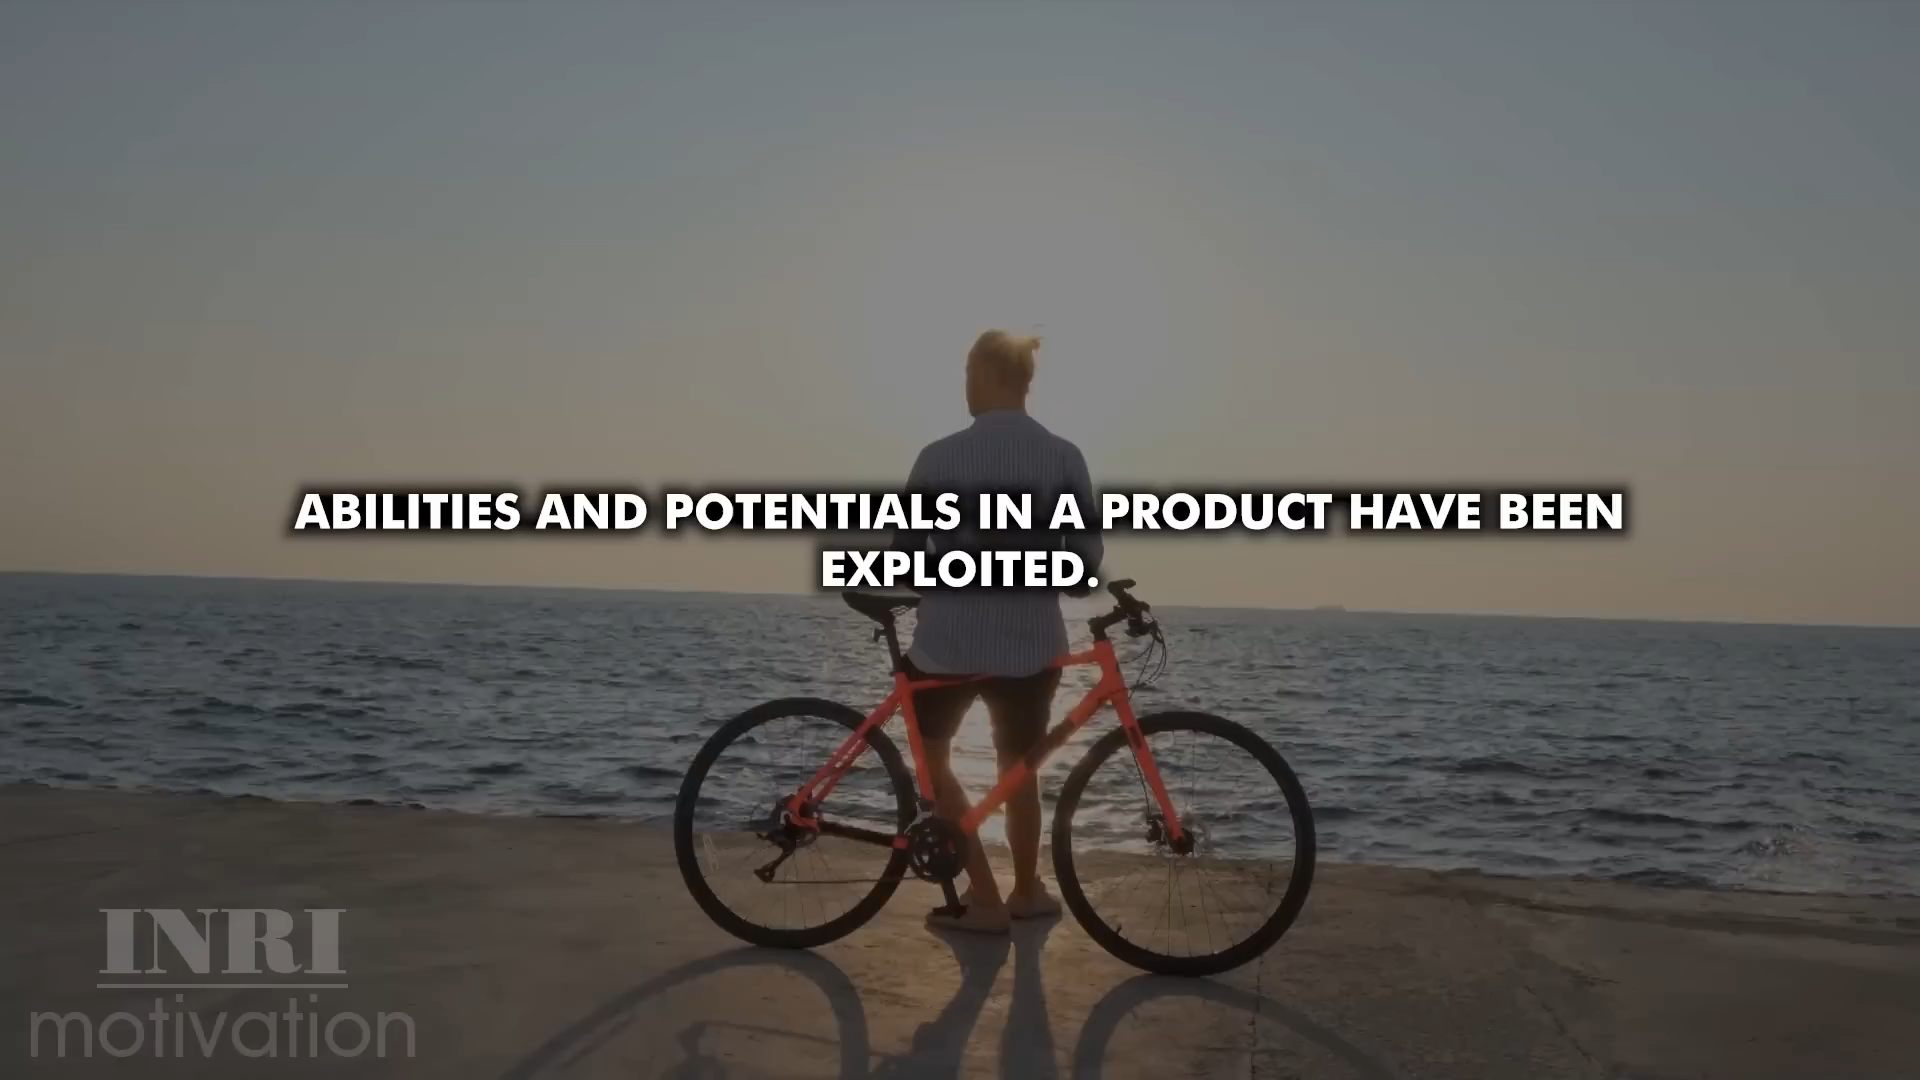 ABILITIES AND POTENTIALS IN A PRODUCT HAVE BEEN
EXPLOITED.
INRI
motivation